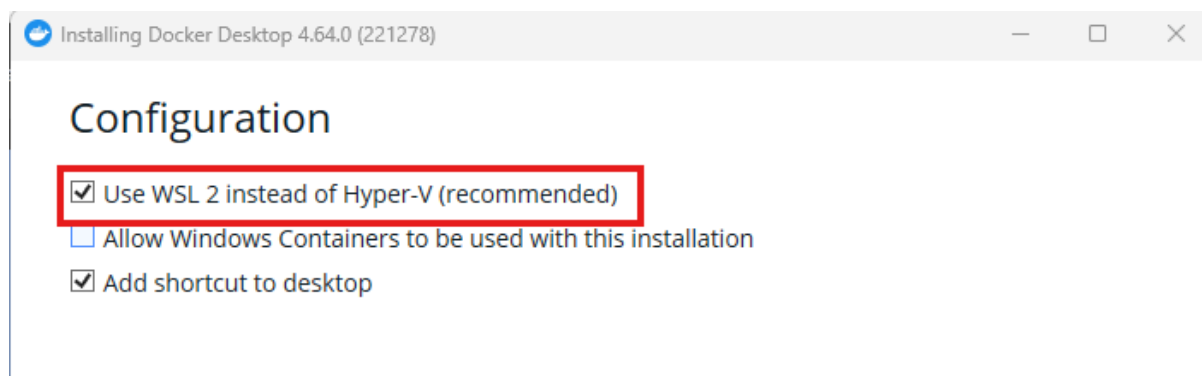 Installing Docker Desktop 4.64.0 (221278)
Configuration
Use WSL 2 instead of Hyper-V (recommended)
Allow Windows Containers to be used with this installation
Add shortcut to desktop